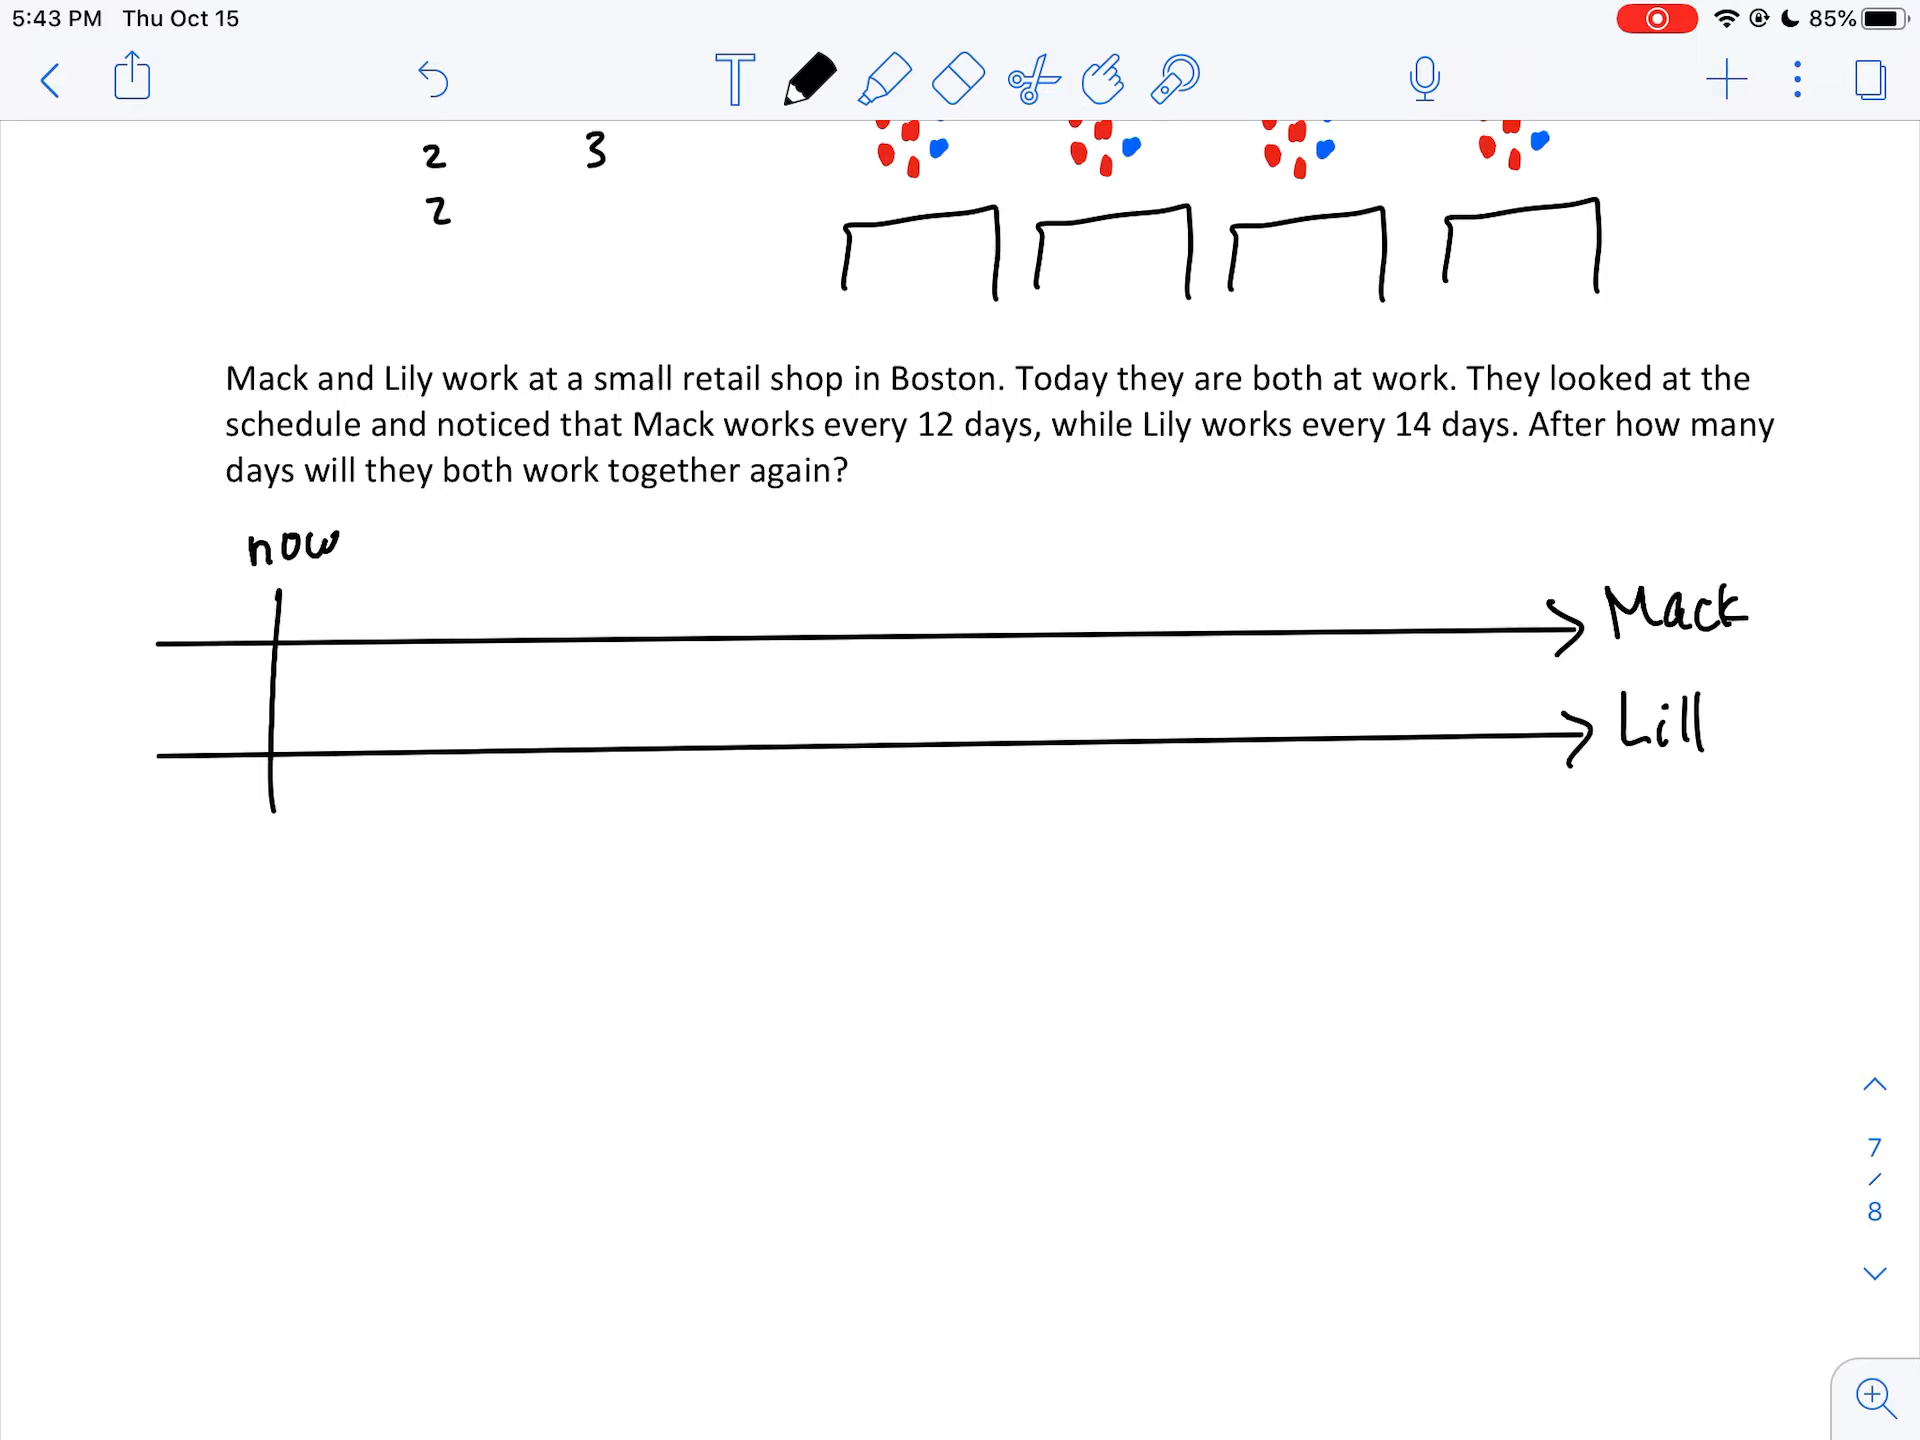 5:43 PM Thu Oct 15 85%
T
2 3
2
Mack and Lily work at a small retail shop in Boston. Today they are both at work. They looked at the
schedule and noticed that Mack works every 12 days, while Lily works every 14 days. After how many
days will they both work together again?
now
Mack
Lill
7
/
8